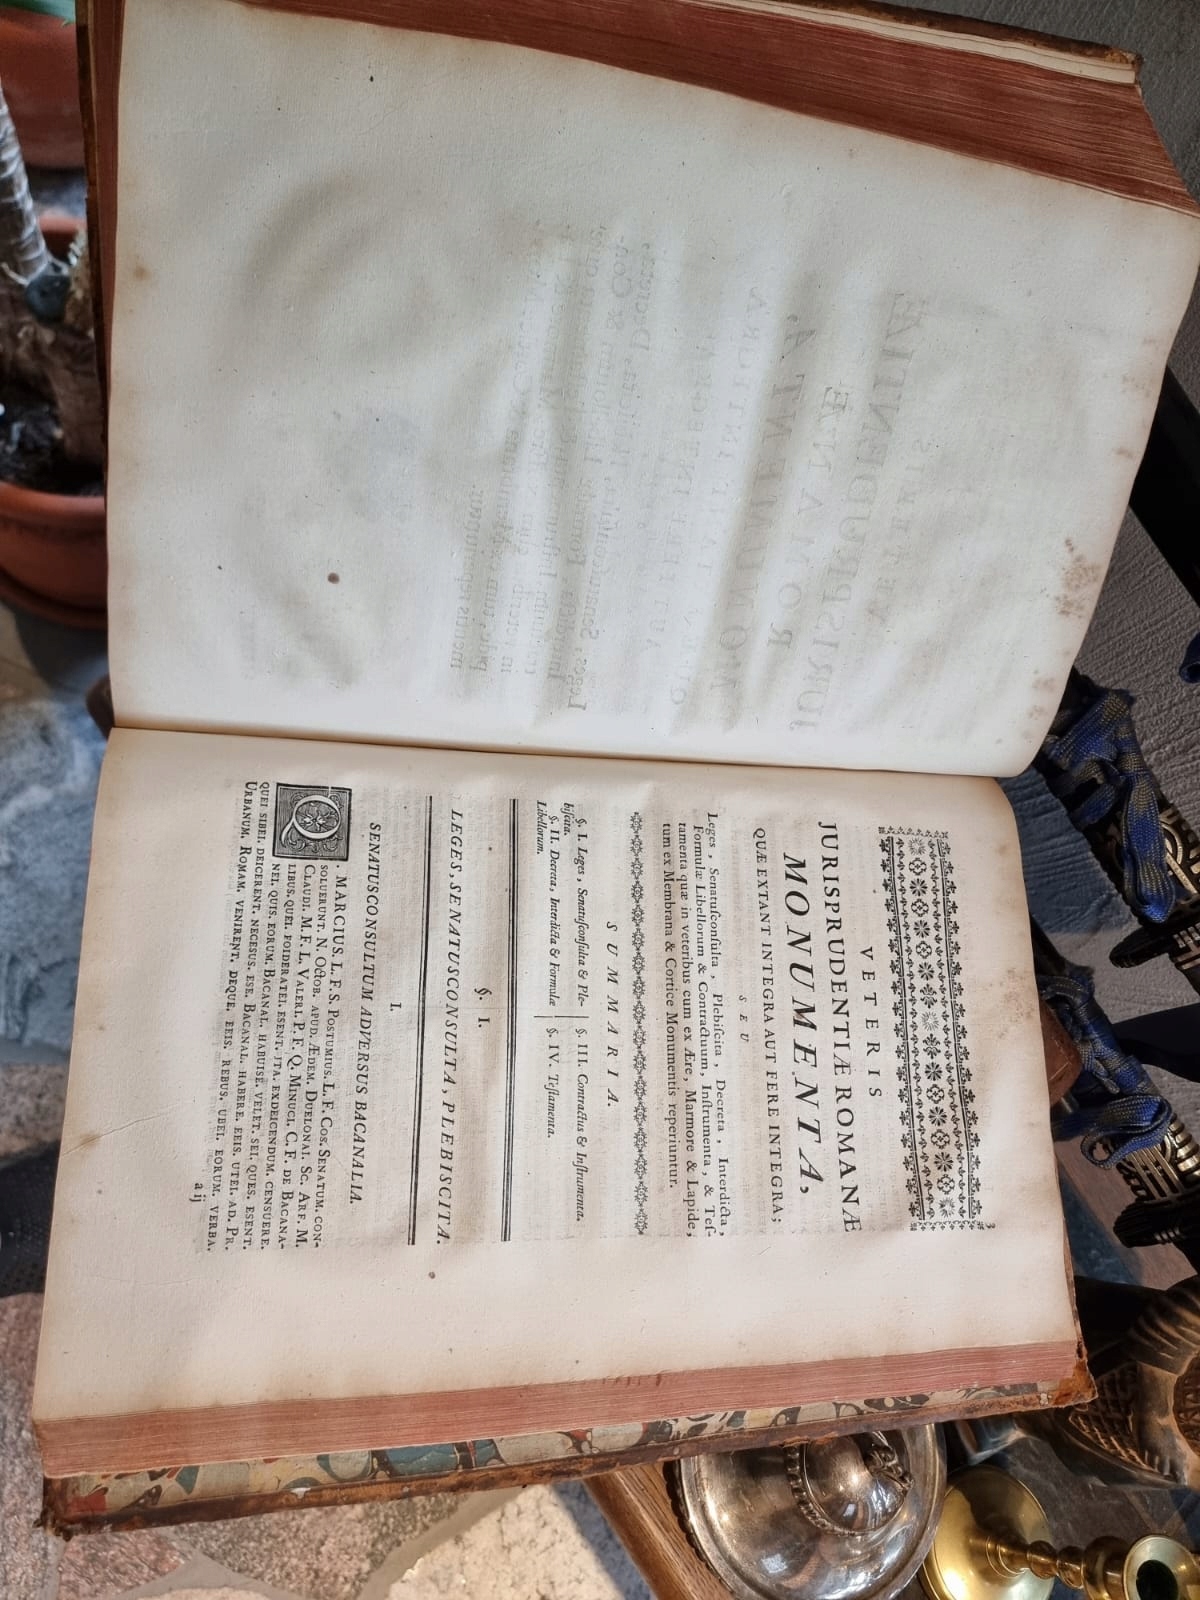 3
VETERIS
JURISPRUDENTIÆ ROMANÆ
MONUMENTA,
QUÆ EXTANT INTEGRA AUT FERE INTEGRA;
SEU
Leges, Senatuſconſulta, Plebiſcita, Decreta, Interdicta,
Formulæ Libellorum & Contractuum, Inſtrumenta, & Teſ-
tamenta quæ in veteribus cum ex Ære, Marmore & Lapide,
tum ex Membrana & Cortice Monumentis reperiuntur.
SUMMARIA.
§. I. Leges, Senatuſconſulta & Ple-
biſcita.
§. II. Decreta, Interdicta & Formulæ
Libellorum.
§. III. Contractus & Inſtrumenta.
§. IV. Teſtamenta.
§. I.
LEGES, SENATUSCONSULTA, PLEBISCITA.
I.
SENATUSCONSULTUM ADVERSUS BACANALIA.
Q. MARCIUS. L. F. S. POSTUMIUS. L. F. COS. SENATUM. CON-
SOLUERUNT. N. OCTOB. APUD. ÆDEM. DUELONAI. SC. ARF. M.
CLAUDI. M. F. L. VALERI. P. F. Q. MINUCI. C. F. DE BACANA-
LIBUS. QUEI. FOIDERATEI. ESENT. ITA. EXDEICENDUM. CENSUERE.
NEI. QUIS. EORUM. BACANAL. HABUISE. VELET. SEI. QUES. ESENT.
QUEI SIBEI. DEICERENT. NECESUS. ESE. BACANAL. HABERE. EEIS. UTEI. AD. PR.
URBANUM. ROMAM. VENIRENT. DEQUE. EEIS. REBUS. UBEI. EORUM. VERBA.
a ij